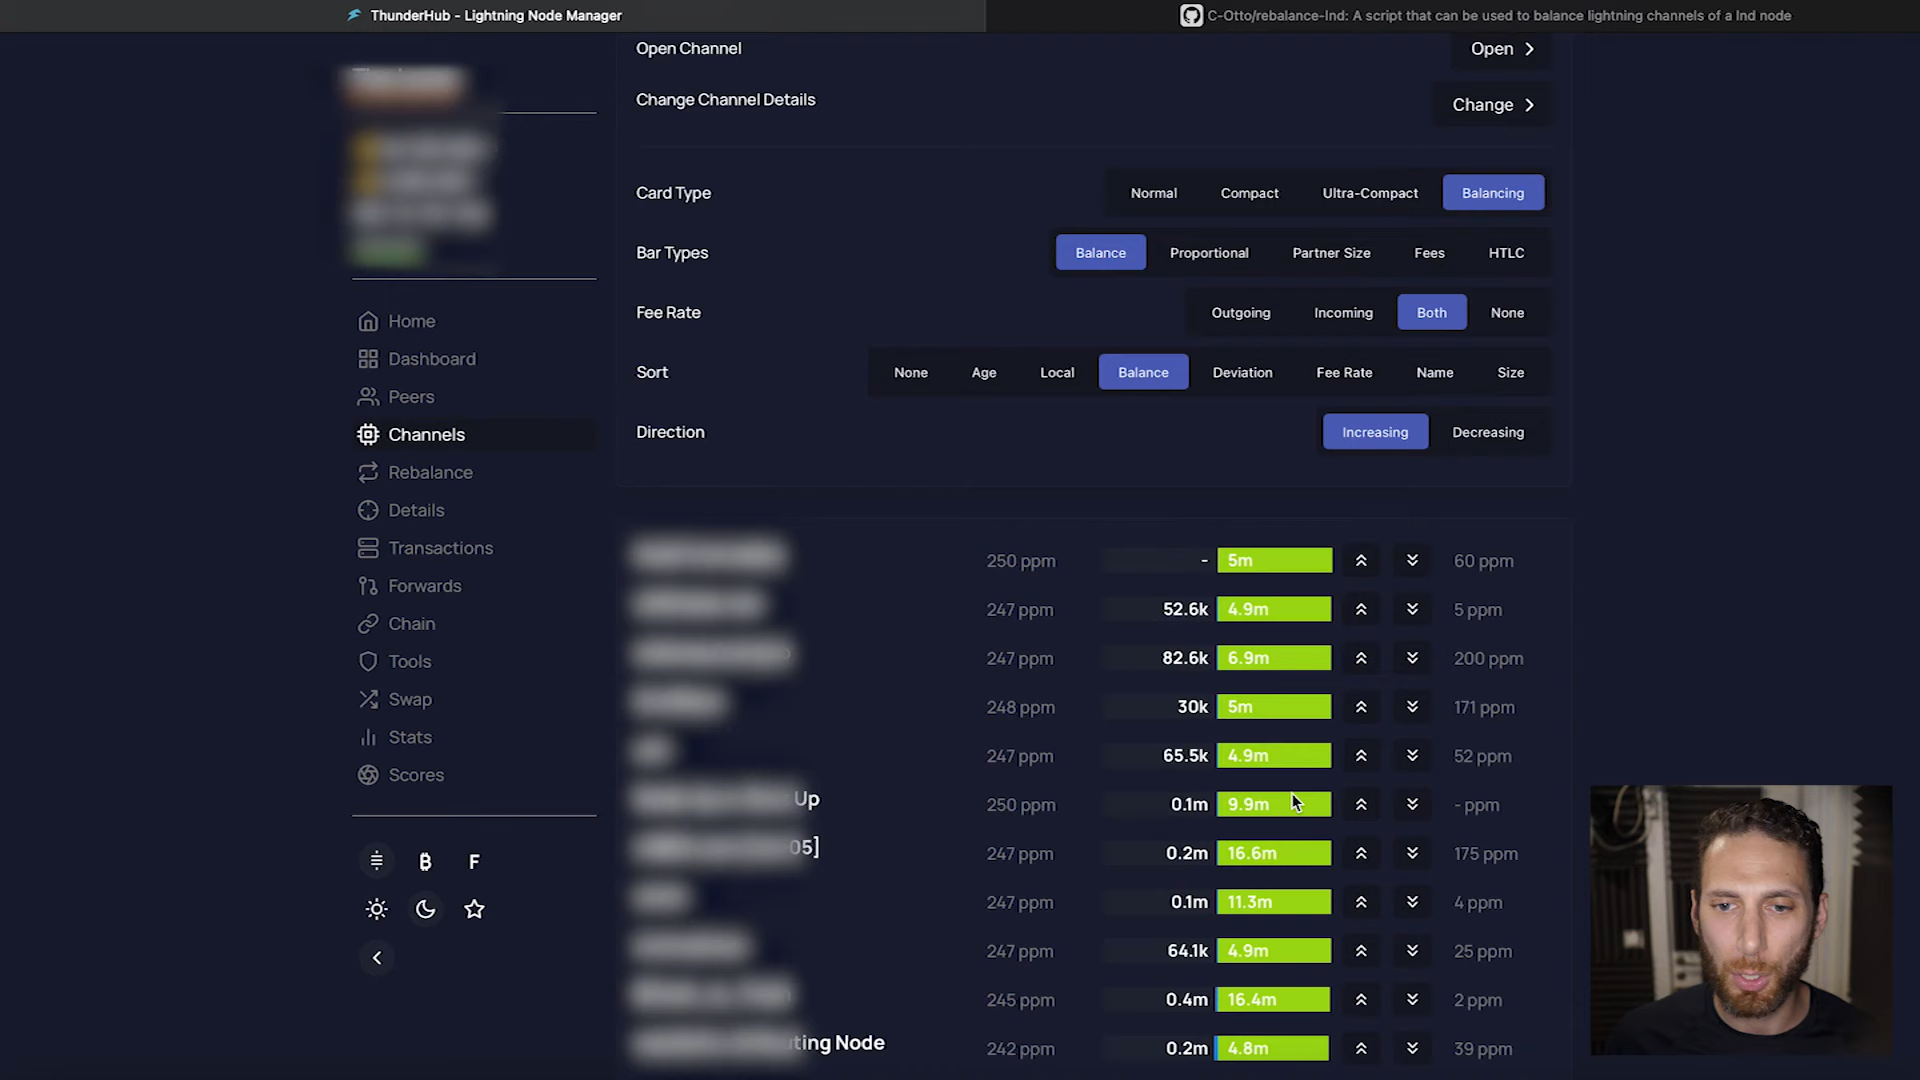 ThunderHub - Lightning Node Manager
C-Otto/rebalance-lnd: A script that can be used to balance lightning channels of a lnd node
Open Channel
Open
Change Channel Details
Change
Card Type
Normal
Compact
Ultra-Compact
Balancing
Bar Types
Balance
Proportional
Partner Size
Fees
HTLC
Fee Rate
Outgoing
Incoming
Both
None
Sort
None
Age
Local
Balance
Deviation
Fee Rate
Name
Size
Direction
Increasing
Decreasing
Home
Dashboard
Peers
Channels
Rebalance
Details
Transactions
Forwards
Chain
Tools
Swap
Stats
Scores
F
250 ppm - 5m 60 ppm
247 ppm 52.6k 4.9m 5 ppm
247 ppm 82.6k 6.9m 200 ppm
248 ppm 30k 5m 171 ppm
247 ppm 65.5k 4.9m 52 ppm
Up 250 ppm 0.1m 9.9m - ppm
05] 247 ppm 0.2m 16.6m 175 ppm
247 ppm 0.1m 11.3m 4 ppm
247 ppm 64.1k 4.9m 25 ppm
245 ppm 0.4m 16.4m 2 ppm
uting Node 242 ppm 0.2m 4.8m 39 ppm